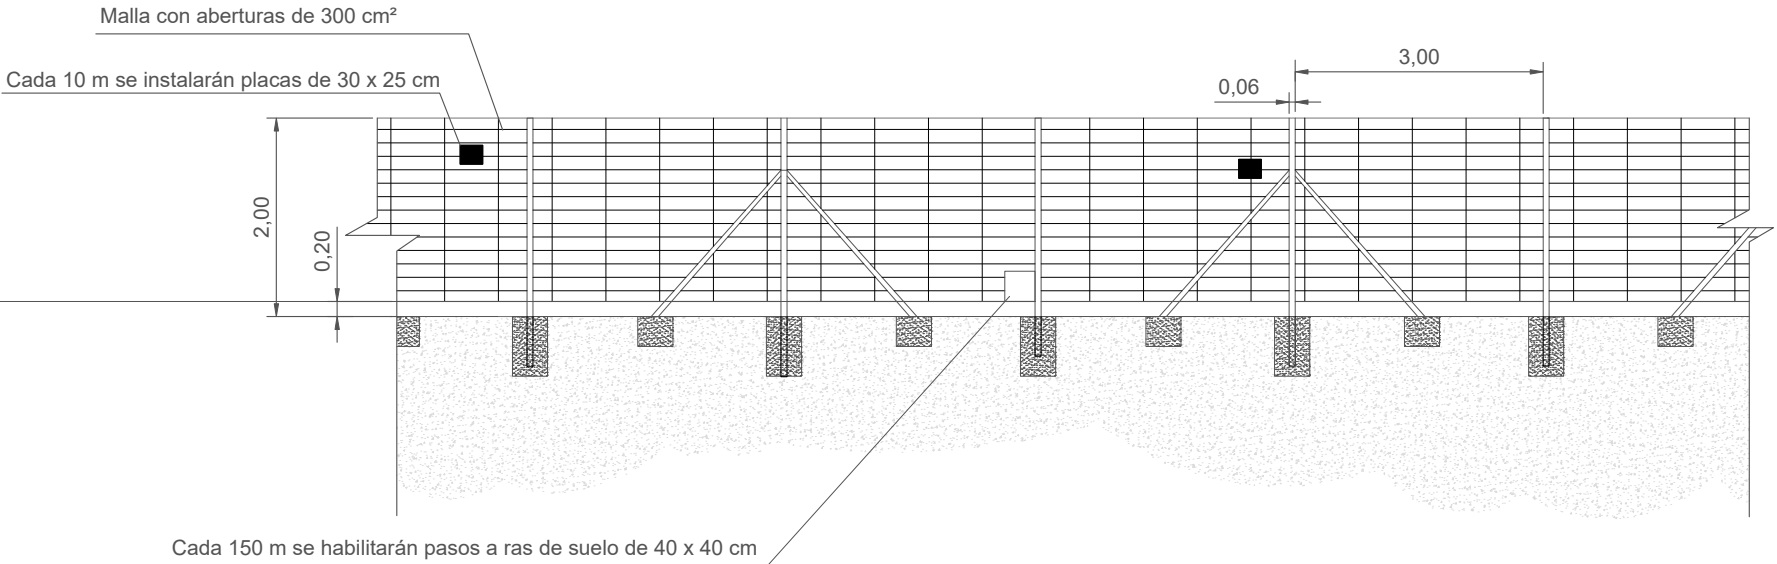 Malla con aberturas de 300 cm²
Cada 10 m se instalarán placas de 30 x 25 cm
3,00
0,06
2,00
0,20
Cada 150 m se habilitarán pasos a ras de suelo de 40 x 40 cm